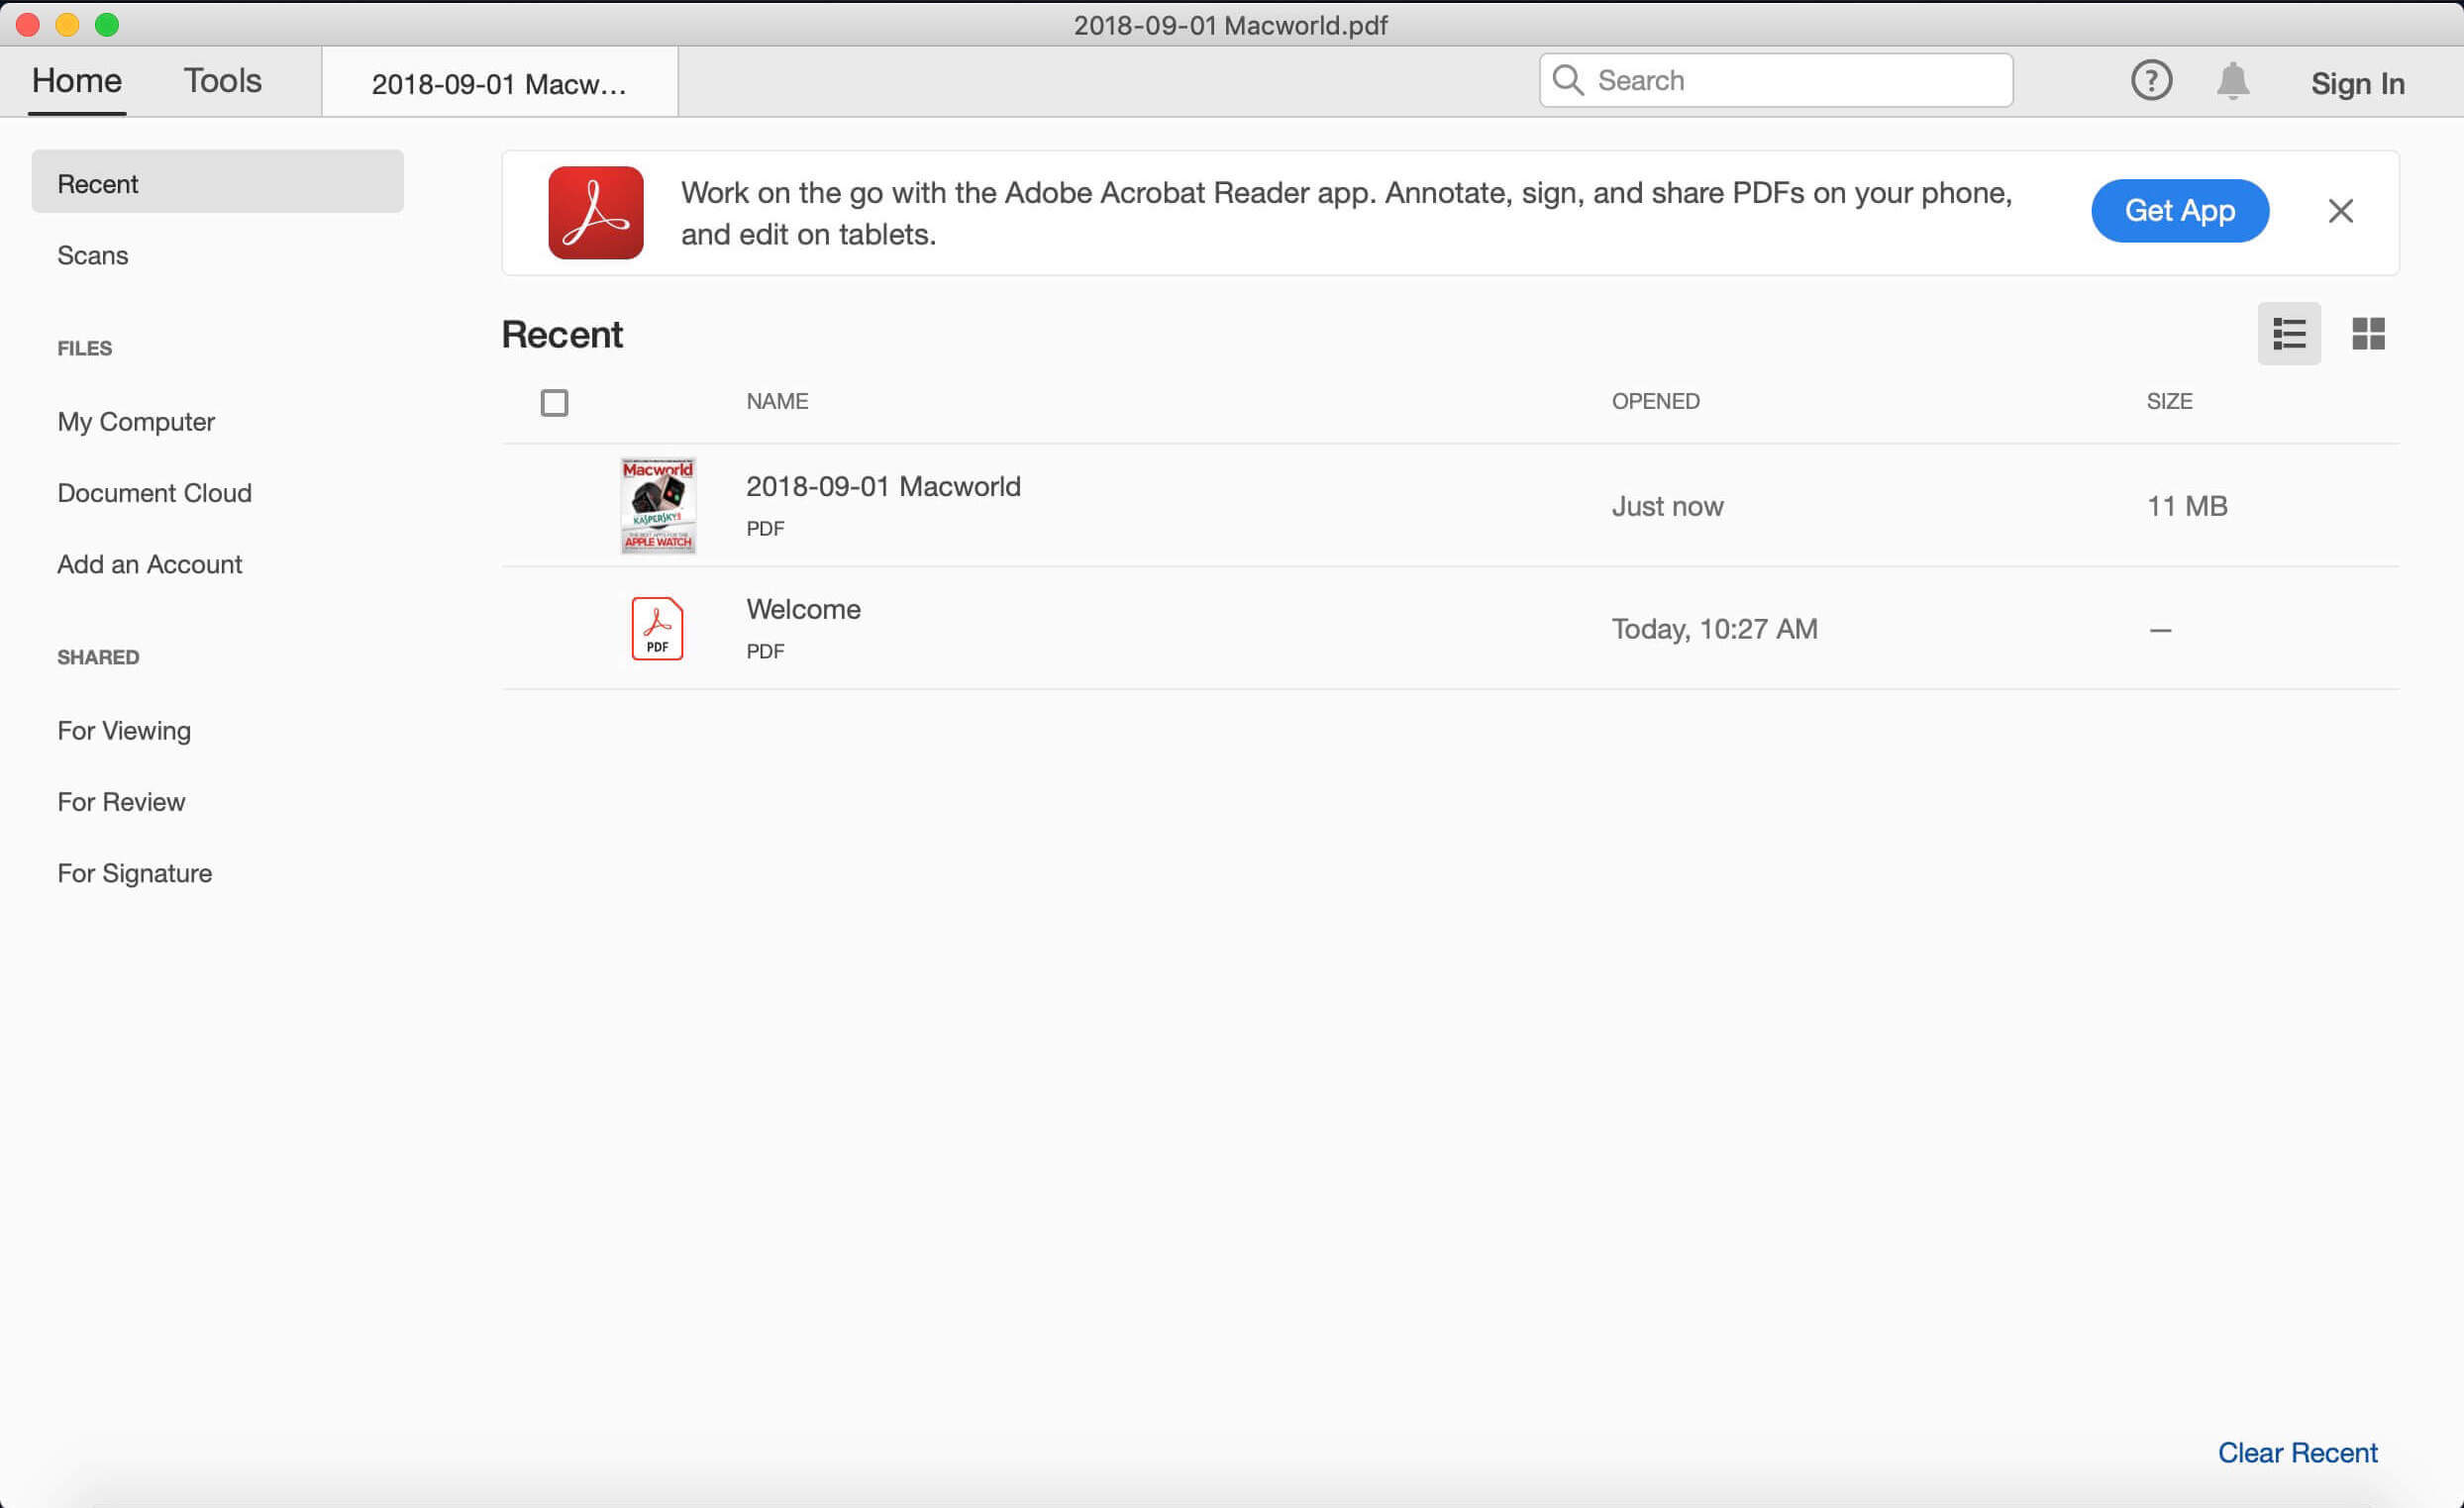 2018-09-01 Macworld.pdf
Home
Tools
2018-09-01 Macw...
Search
?
Sign In
Recent
Scans
FILES
My Computer
Document Cloud
Add an Account
SHARED
For Viewing
For Review
For Signature
Work on the go with the Adobe Acrobat Reader app. Annotate, sign, and share PDFs on your phone,
and edit on tablets.
Get App
Recent
NAME OPENED SIZE
Macworld
KASPERSKY
APPLE WATCH
2018-09-01 Macworld
PDF
Just now
11 MB
PDF
Welcome
PDF
Today, 10:27 AM
—
Clear Recent